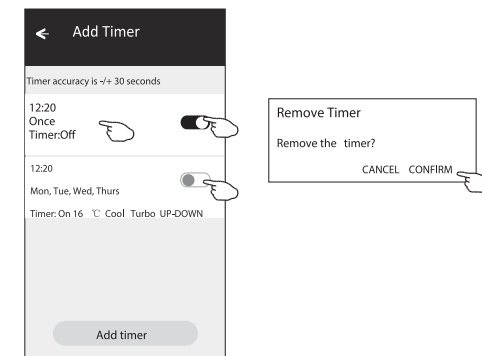 Add Timer
Timer accuracy is -/+ 30 seconds
12:20
Once
Timer:Off
12:20
Mon, Tue, Wed, Thurs
Timer: On 16 ℃ Cool Turbo UP-DOWN
Add timer
Remove Timer
Remove the timer?
CANCEL CONFIRM